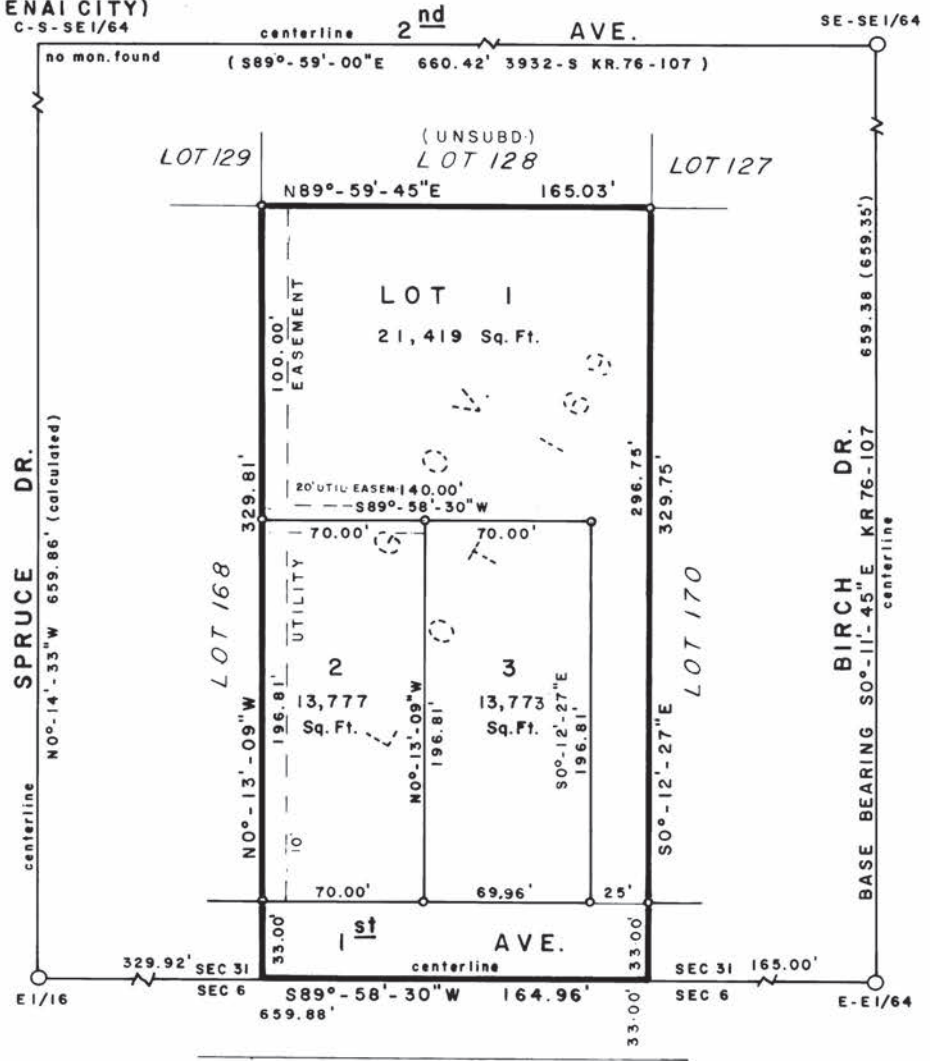 ENAI CITY)
C-S-SE1/64
centerline 2nd AVE.
SE-SE1/64
no mon. found
(S89°-59'-00"E 660.42' 3932-S KR.76-107)
(UNSUBD.)
LOT 129
LOT 128
LOT 127
N89°-59'-45"E 165.03'
LOT 1
21,419 Sq. Ft.
100.00'
EASEMENT
329.81'
296.75'
329.75'
20' UTIL. EASEM. 140.00'
S89°-58'-30"W
70.00'
70.00'
SPRUCE DR.
N0°-14'-33"W 659.86' (calculated)
centerline
BIRCH DR.
centerline
BASE BEARING S0°-11'-45"E KR 76-107 659.38 (659.35')
LOT 168
LOT 170
UTILITY
2
13,777
Sq. Ft.
3
13,773
Sq. Ft.
N0°-13'-09"W
196.81'
N0°-13'-09"W
196.81'
S0°-12'-27"E
196.81'
S0°-12'-27"E
10'
70.00'
69.96'
25'
33.00'
1st AVE.
33.00'
centerline
329.92'
SEC 31
SEC 6
SEC 31
SEC 6
165.00'
E1/16
S89°-58'-30"W 164.96'
659.88'
33.00'
E-E1/64